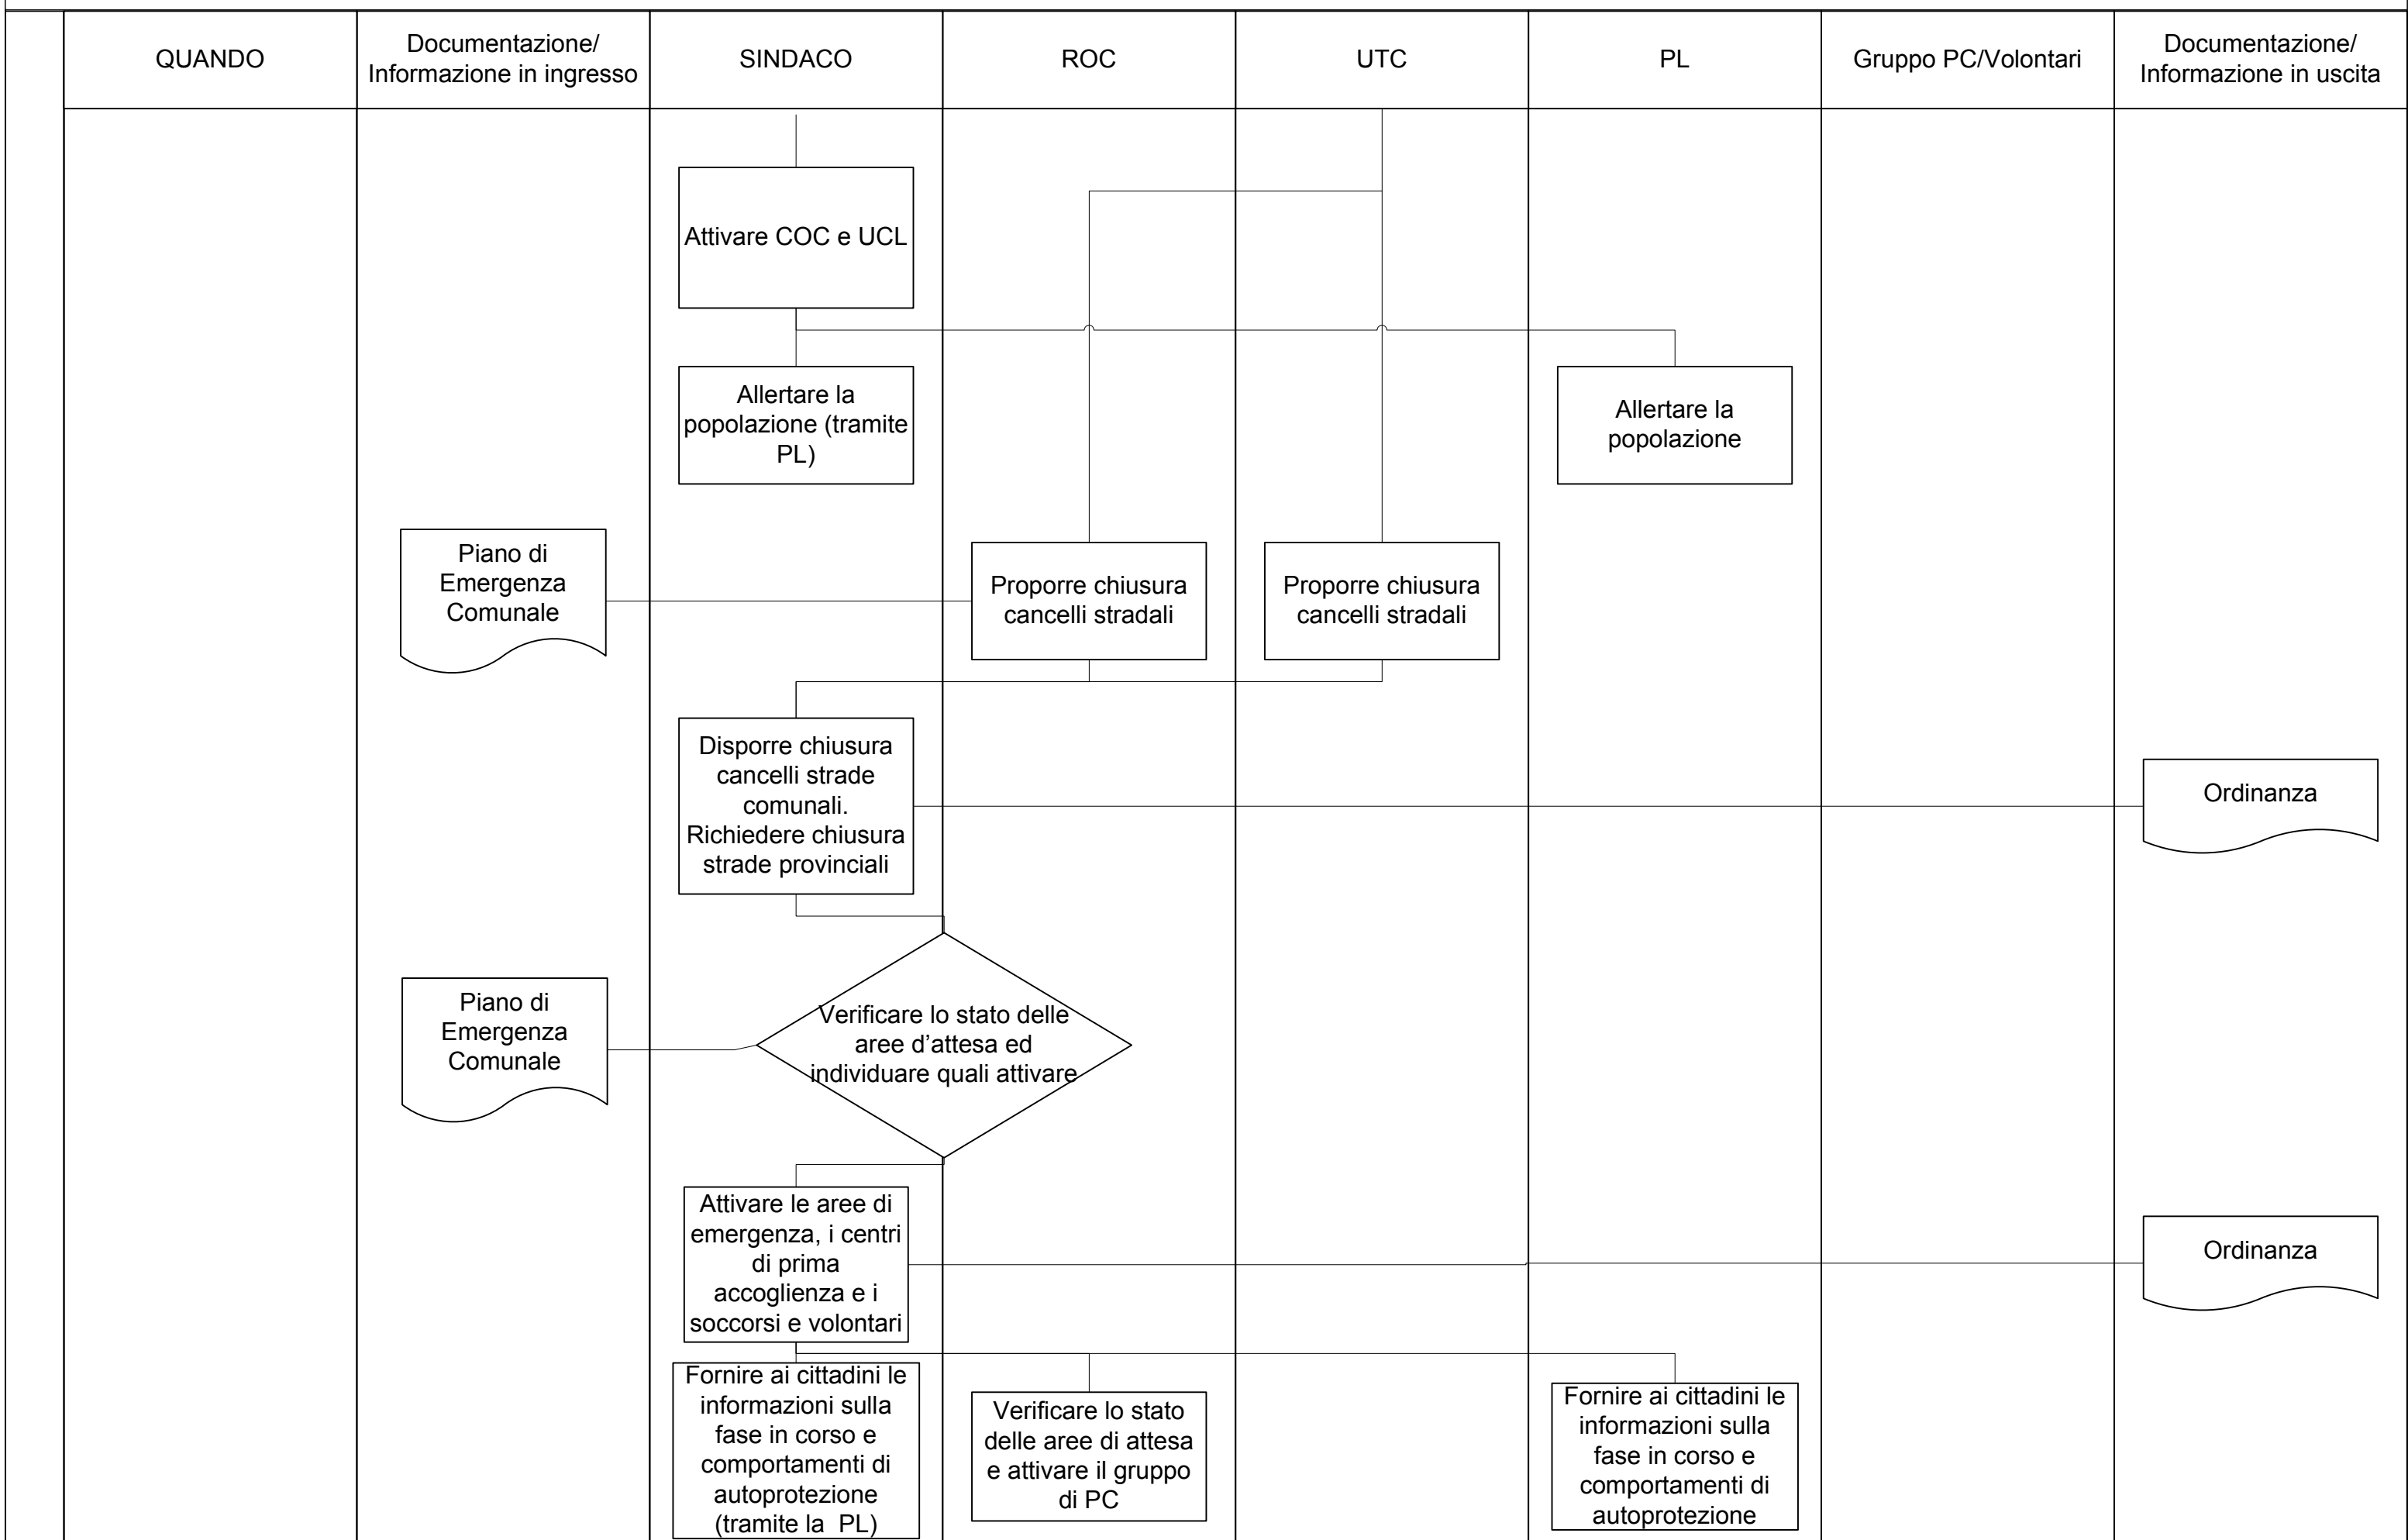 QUANDO
Documentazione/
Informazione in ingresso
SINDACO
ROC
UTC
PL
Gruppo PC/Volontari
Documentazione/
Informazione in uscita
Attivare COC e UCL
Allertare la
popolazione (tramite
PL)
Allertare la
popolazione
Piano di
Emergenza
Comunale
Proporre chiusura
cancelli stradali
Proporre chiusura
cancelli stradali
Disporre chiusura
cancelli strade
comunali.
Richiedere chiusura
strade provinciali
Ordinanza
Piano di
Emergenza
Comunale
Verificare lo stato delle
aree d’attesa ed
individuare quali attivare
Attivare le aree di
emergenza, i centri
di prima
accoglienza e i
soccorsi e volontari
Ordinanza
Fornire ai cittadini le
informazioni sulla
fase in corso e
comportamenti di
autoprotezione
(tramite la  PL)
Verificare lo stato
delle aree di attesa
e attivare il gruppo
di PC
Fornire ai cittadini le
informazioni sulla
fase in corso e
comportamenti di
autoprotezione